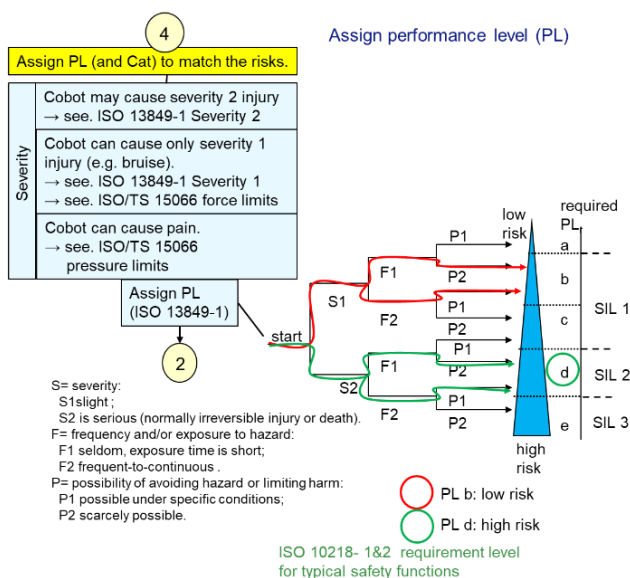 4
Assign performance level (PL)
Assign PL (and Cat) to match the risks.
Severity
Cobot may cause severity 2 injury
→ see. ISO 13849-1 Severity 2
Cobot can cause only severity 1
injury (e.g. bruise).
→ see. ISO 13849-1 Severity 1
→ see. ISO/TS 15066 force limits
Cobot can cause pain.
→ see. ISO/TS 15066
pressure limits
Assign PL
(ISO 13849-1)
2
start
S1
S2
F1
F2
F1
F2
P1
P2
P1
P2
P1
P2
P1
P2
low
risk
high
risk
required
PL
a
b
c
d
e
SIL 1
SIL 2
SIL 3
S= severity:
S1slight ;
S2 is serious (normally irreversible injury or death).
F= frequency and/or exposure to hazard:
F1 seldom, exposure time is short;
F2 frequent-to-continuous .
P= possibility of avoiding hazard or limiting harm:
P1 possible under specific conditions;
P2 scarcely possible.
PL b: low risk
PL d: high risk
ISO 10218- 1&2 requirement level
for typical safety functions